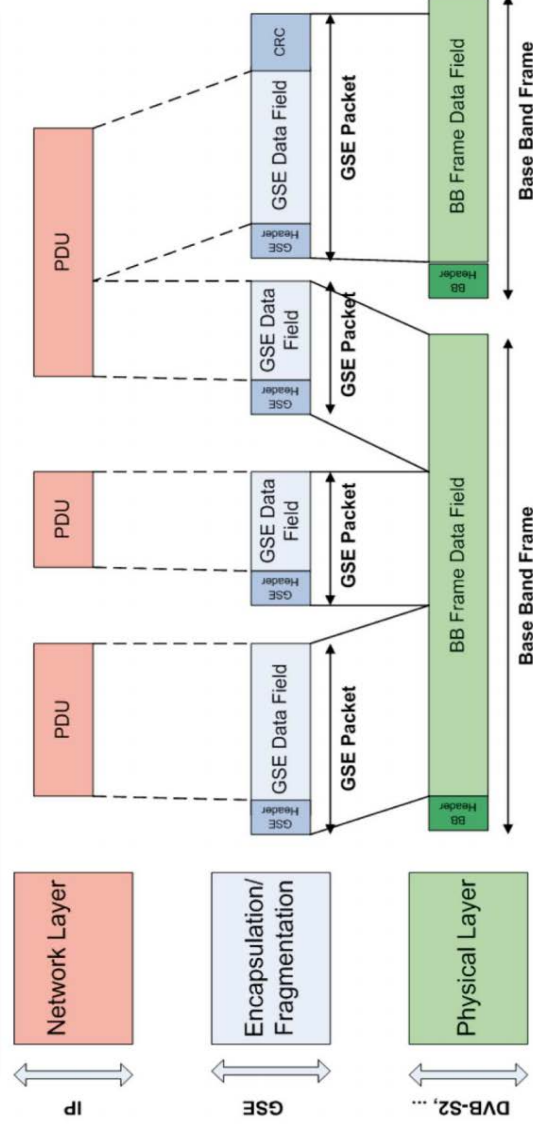 IP
Network Layer
PDU
PDU
PDU
GSE
Encapsulation/
Fragmentation
GSE
Header
GSE Data Field
GSE
Header
GSE Data
Field
GSE
Header
GSE Data
Field
GSE
Header
GSE Data Field
CRC
GSE Packet
GSE Packet
GSE Packet
GSE Packet
DVB-S2, ...
Physical Layer
BB
Header
BB Frame Data Field
BB
Header
BB Frame Data Field
Base Band Frame
Base Band Frame